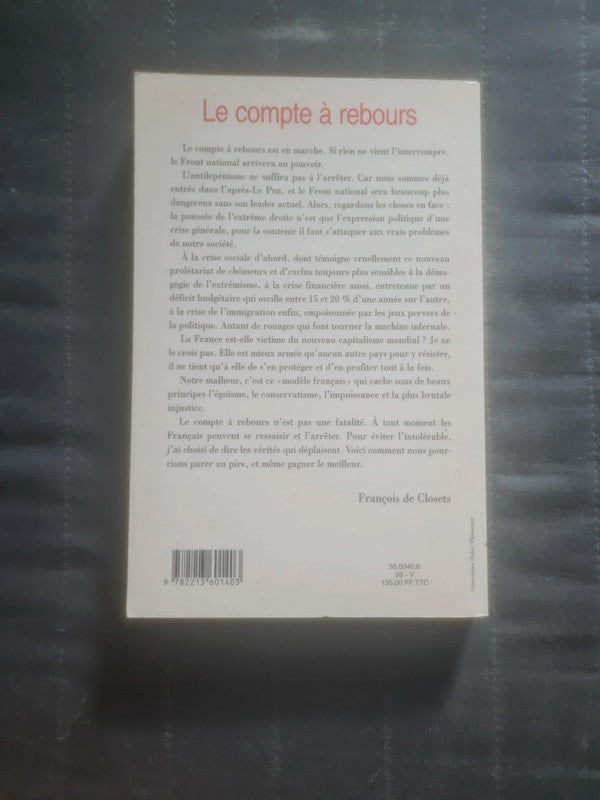 Le compte à rebours
Le compte à rebours est en marche. Si rien ne vient l'interrompre,
le Front national arrivera au pouvoir.
L'antilepénisme ne suffira pas à l'arrêter. Car nous sommes déjà
entrés dans l'après-Le Pen, et le Front national sera beaucoup plus
dangereux sans son leader actuel. Alors, regardons les choses en face :
la poussée de l'extrême droite n'est que l'expression politique d'une
crise générale, pour la contenir il faut s'attaquer aux vrais problèmes
de notre société.
À la crise sociale d'abord, dont témoigne cruellement ce nouveau
prolétariat de chômeurs et d'exclus toujours plus sensibles à la déma-
gogie de l'extrémisme, à la crise financière aussi, entretenue par un
déficit budgétaire qui oscille entre 15 et 20 % d'une année sur l'autre,
à la crise de l'immigration enfin, empoisonnée par les jeux pervers de
la politique. Autant de rouages qui font tourner la machine infernale.
La France est-elle victime du nouveau capitalisme mondial ? Je ne
le crois pas. Elle est mieux armée qu'aucun autre pays pour y résister,
il ne tient qu'à elle de s'en protéger et d'en profiter tout à la fois.
Notre malheur, c'est ce « modèle français » qui cache sous de beaux
principes l'égoïsme, le conservatisme, l'impuissance et la plus brutale
injustice.
Le compte à rebours n'est pas une fatalité. À tout moment les
Français peuvent se ressaisir et l'arrêter. Pour éviter l'intolérable,
j'ai choisi de dire les vérités qui déplaisent. Voici comment nous pour-
rions parer au pire, et même gagner le meilleur.
François de Closets
9 782213 601403
35.0340.6
98 - V
135,00 FF TTC
Couverture Didier Thimonier